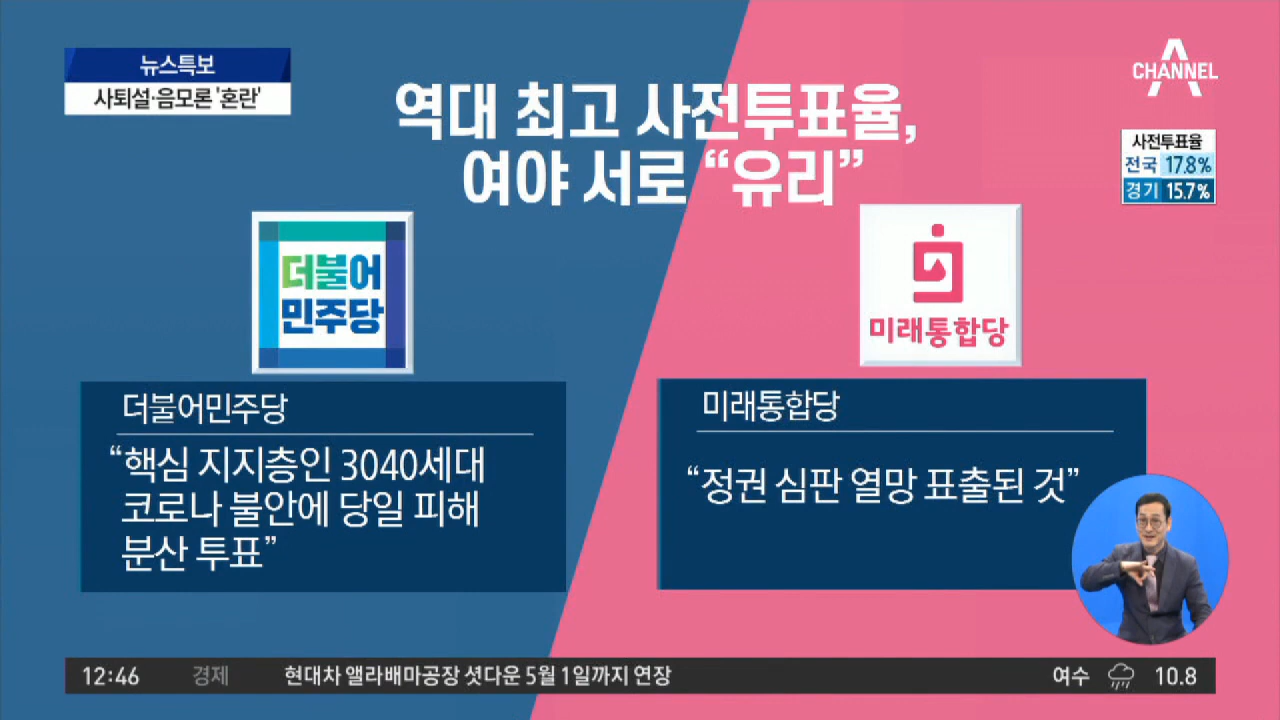 뉴스특보
사퇴설·음모론 '혼란'
CHANNEL A
역대 최고 사전투표율,
여야 서로 “유리”
사전투표율
전국 17.8%
경기 15.7%
더불어
민주당
미래통합당
더불어민주당
“핵심 지지층인 3040세대
코로나 불안에 당일 피해
분산 투표”
미래통합당
“정권 심판 열망 표출된 것”
12:46 경제 현대차 앨라배마공장 셧다운 5월 1일까지 연장 여수 10.8